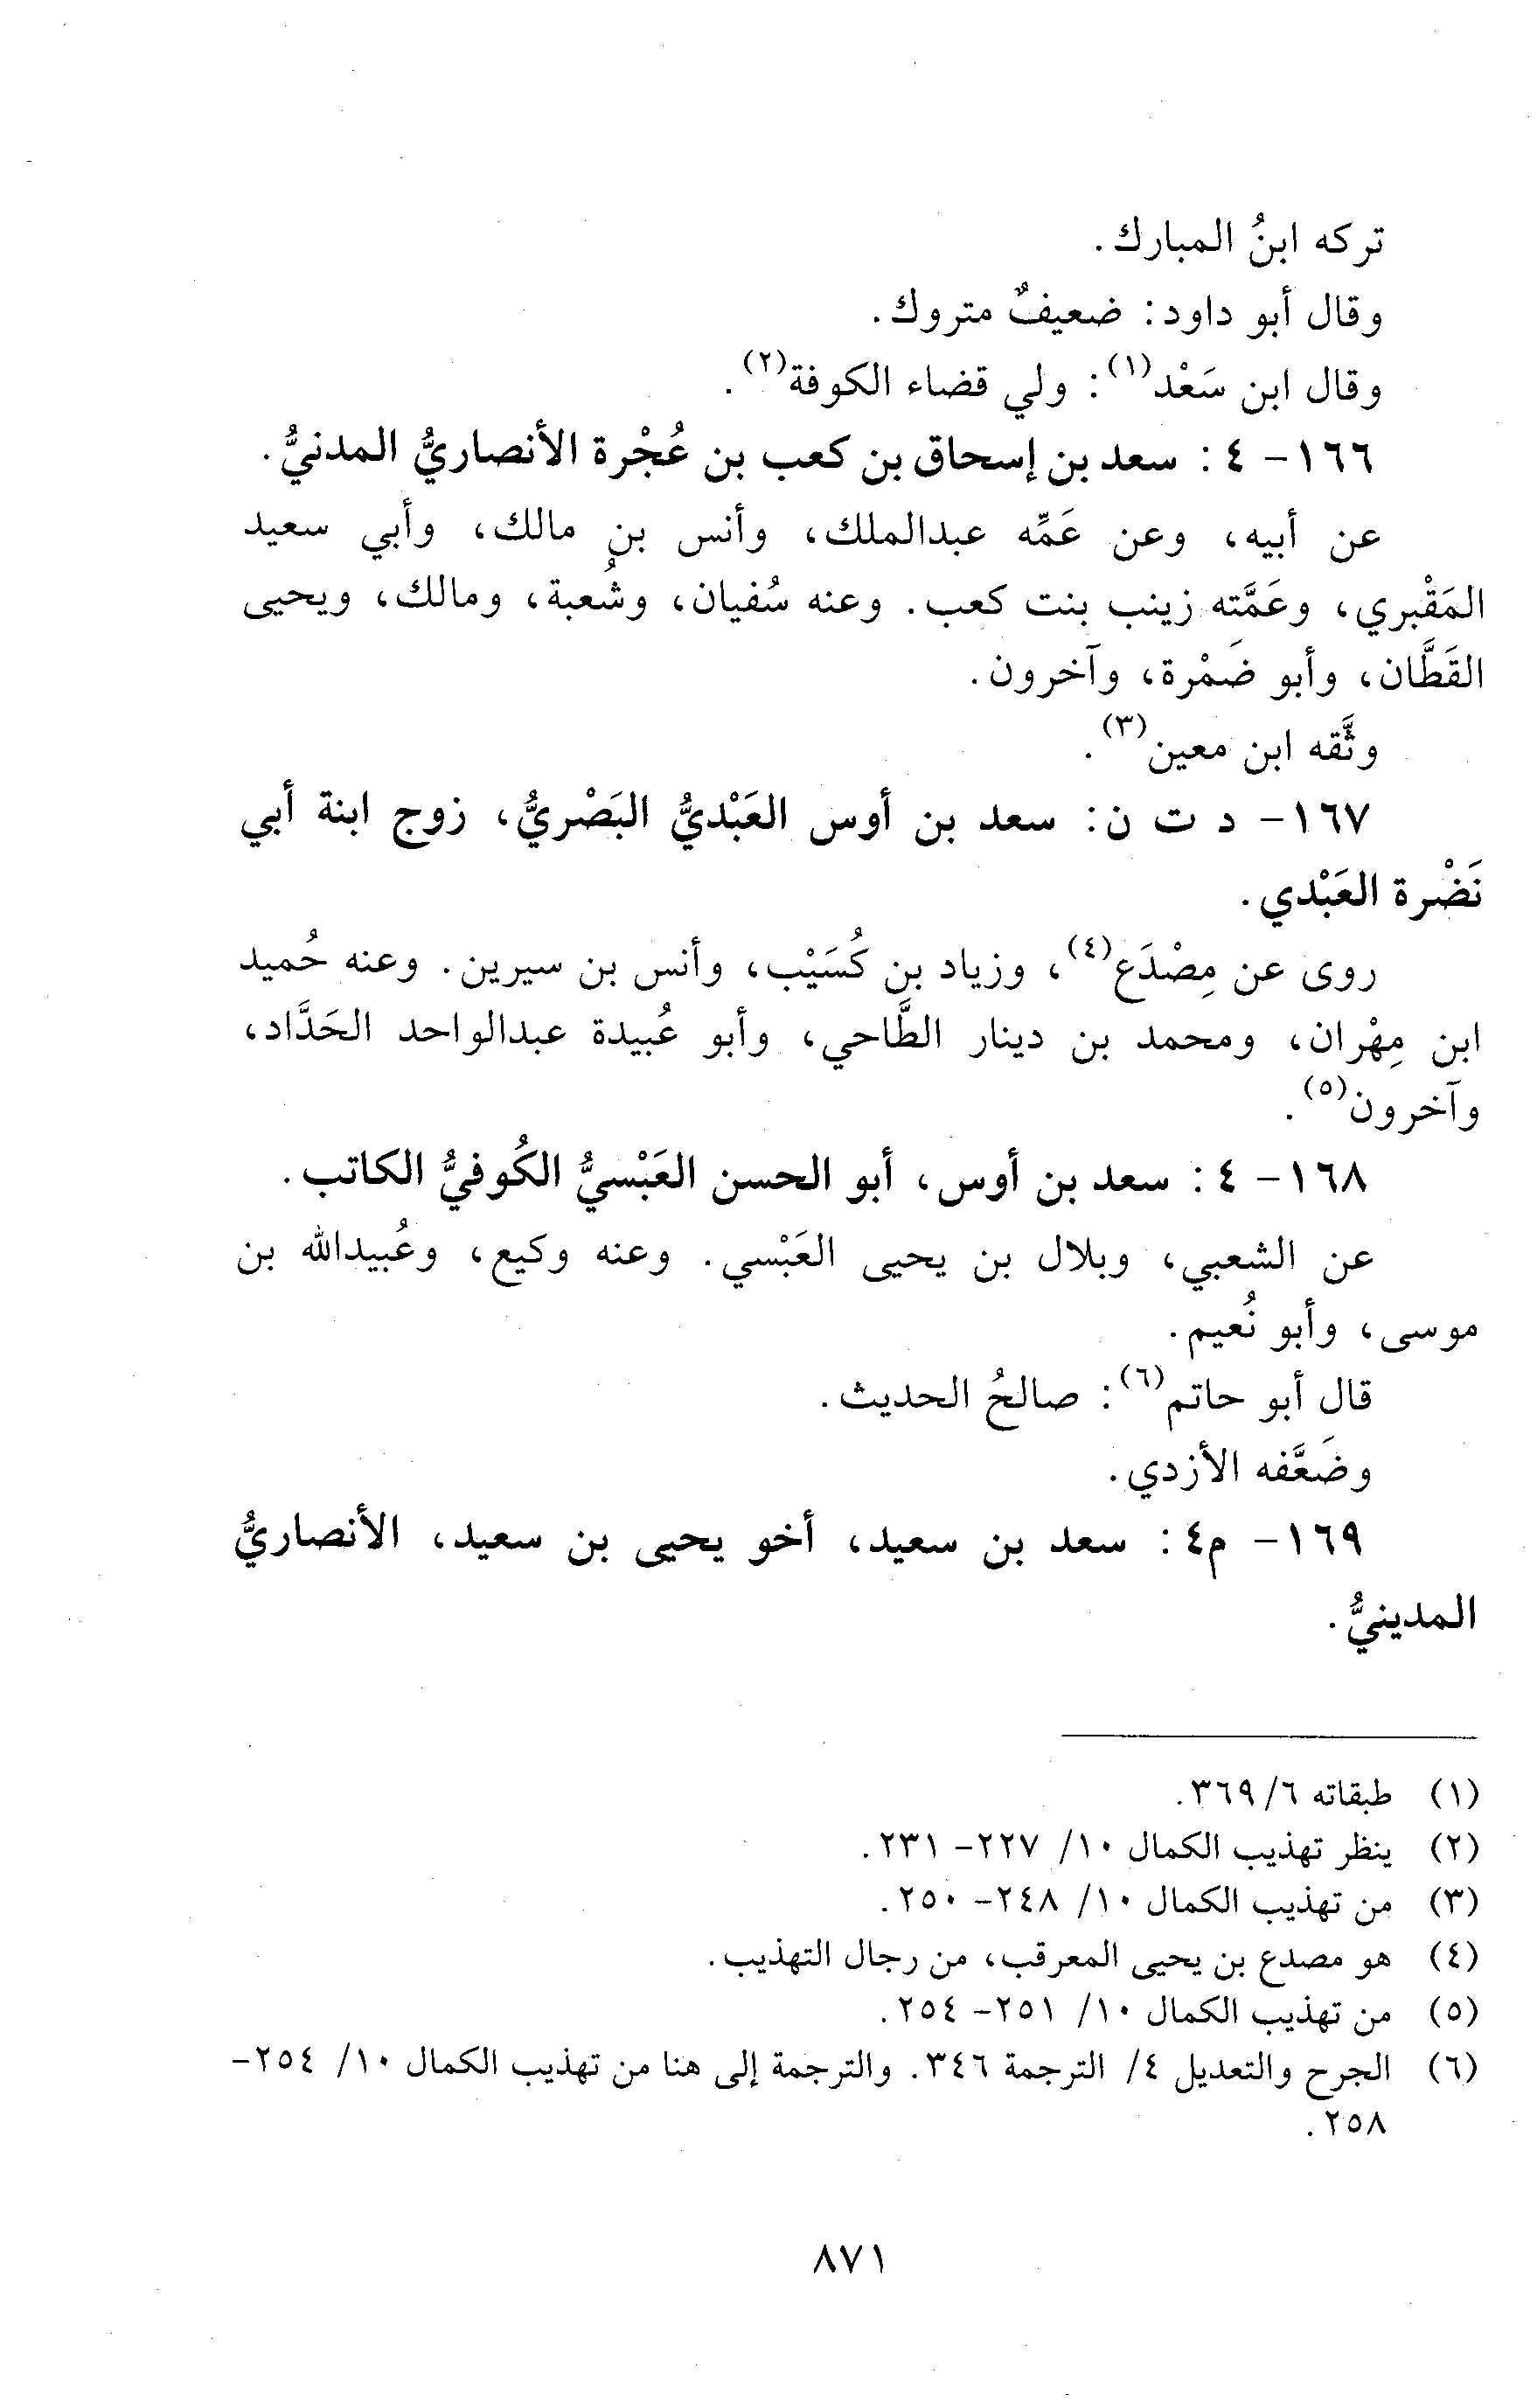 تركه ابنُ المبارك.
وقال أبو داود: ضعيفٌ متروك.
وقال ابن سَعْد(١): ولي قضاء الكوفة(٢).
١٦٦- ٤: سعد بن إسحاق بن كعب بن عُجْرة الأنصاريُّ المدنيُّ.
عن أبيه، وعن عَمِّه عبدالملك، وأنس بن مالك، وأبي سعيد
المَقْبري، وعَمَّته زينب بنت كعب. وعنه سُفيان، وشُعبة، ومالك، ويحيى
القَطَّان، وأبو ضَمْرة، وآخرون.
وثَّقه ابن معين(٣).
١٦٧- د ت ن: سعد بن أوس العَبْديُّ البَصْريُّ، زوج ابنة أبي
نَضْرة العَبْدي.
روى عن مِصْدَع(٤)، وزياد بن كُسَيْب، وأنس بن سيرين. وعنه حُميد
ابن مِهْران، ومحمد بن دينار الطَّاحي، وأبو عُبيدة عبدالواحد الحَدَّاد،
وآخرون(٥).
١٦٨- ٤: سعد بن أوس، أبو الحسن العَبْسيُّ الكُوفيُّ الكاتب.
عن الشعبي، وبلال بن يحيى العَبْسي. وعنه وكيع، وعُبيدالله بن
موسى، وأبو نُعيم.
قال أبو حاتم(٦): صالحُ الحديث.
وضَعَّفه الأزدي.
١٦٩- م٤: سعد بن سعيد، أخو يحيى بن سعيد، الأنصاريُّ
المدينيُّ.
(١) طبقاته ٦/ ٣٦٩.
(٢) ينظر تهذيب الكمال ١٠/ ٢٢٧- ٢٣١.
(٣) من تهذيب الكمال ١٠/ ٢٤٨- ٢٥٠.
(٤) هو مصدع بن يحيى المعرقب، من رجال التهذيب.
(٥) من تهذيب الكمال ١٠/ ٢٥١- ٢٥٤.
(٦) الجرح والتعديل ٤/ الترجمة ٣٤٦. والترجمة إلى هنا من تهذيب الكمال ١٠/ ٢٥٤-
٢٥٨.
٨٧١